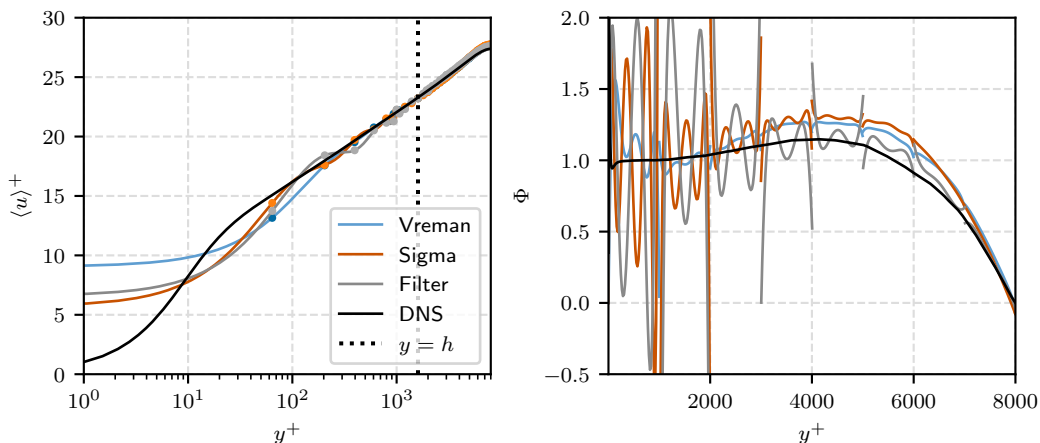 30
25
20
15
10
5
0
⟨u⟩⁺
10⁰
10¹
10²
10³
y⁺
Vreman
Sigma
Filter
DNS
y = h
2.0
1.5
1.0
0.5
0.0
−0.5
Φ
2000
4000
6000
8000
y⁺